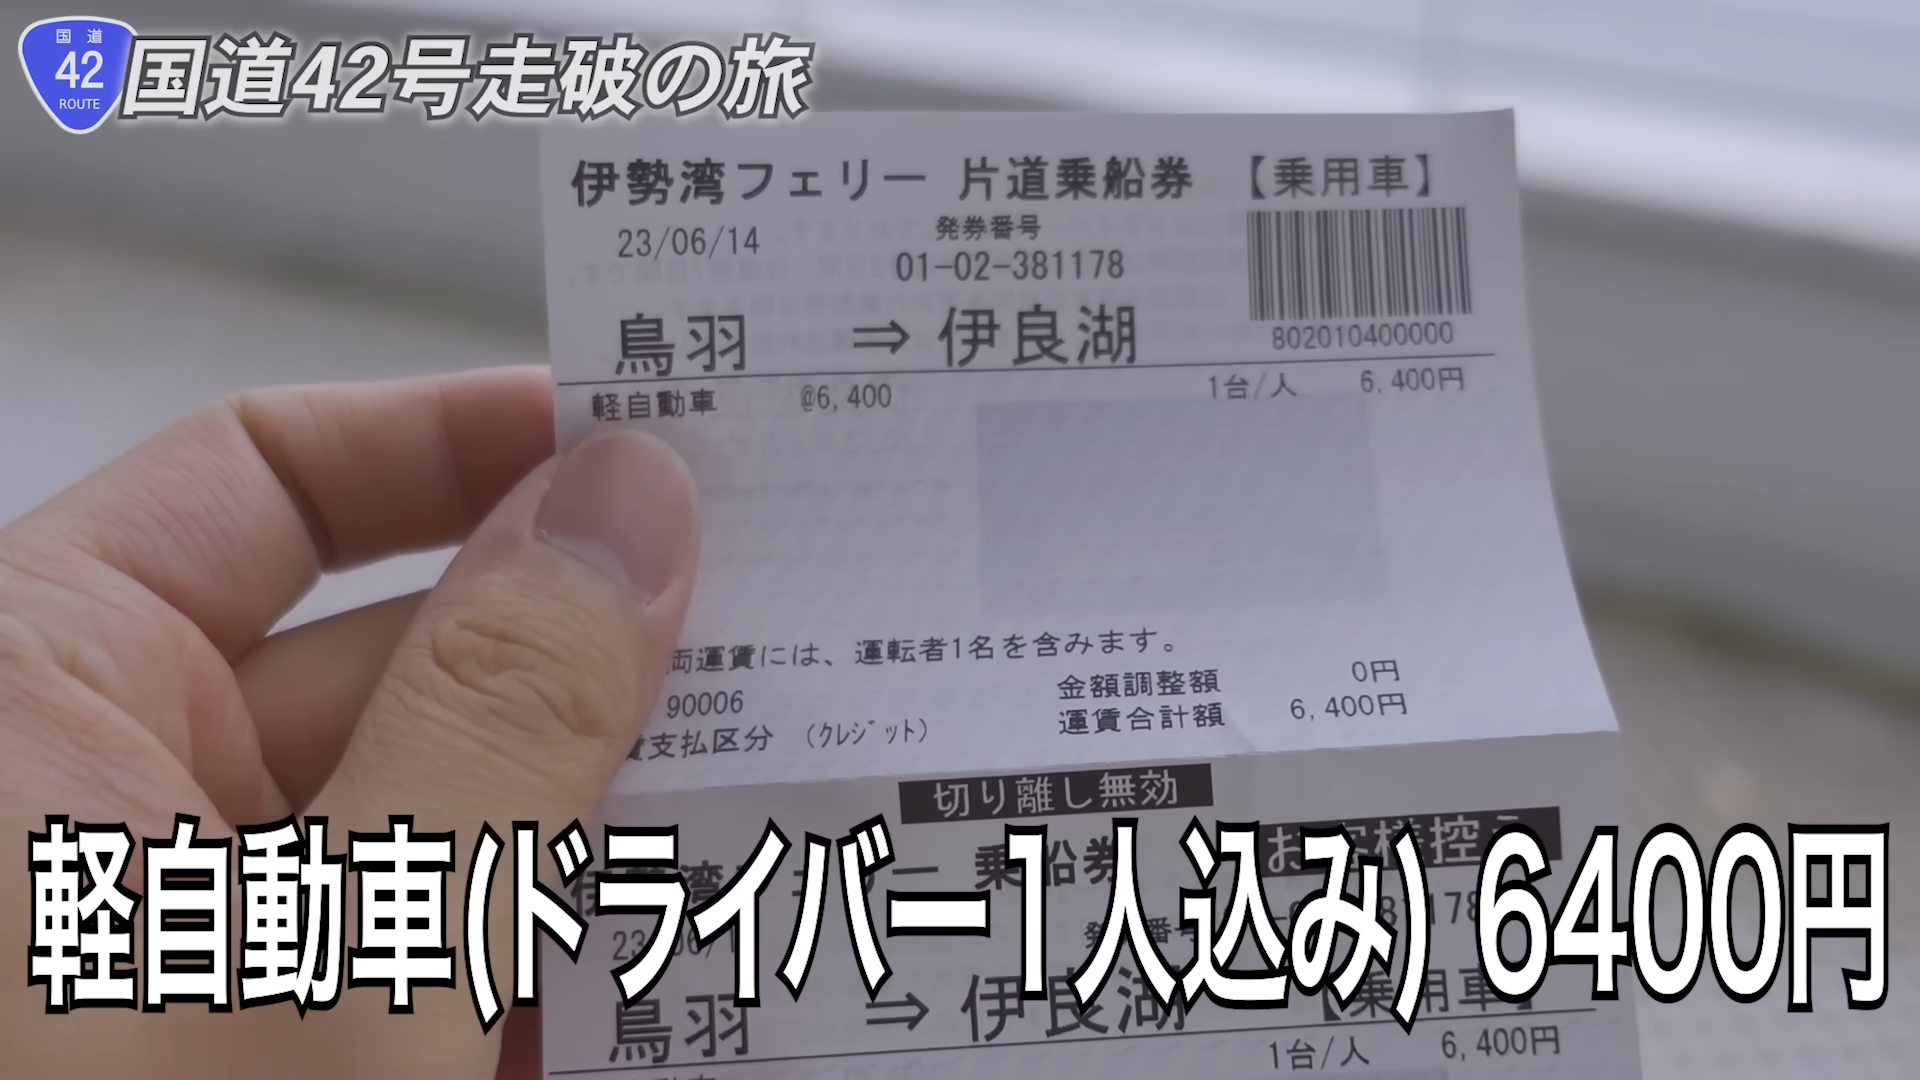 国道
42
ROUTE
国道42号走破の旅
伊勢湾フェリー 片道乗船券 【乗用車】
23/06/14
発券番号
01-02-381178
802010400000
鳥羽 ⇒ 伊良湖
軽自動車 @6,400 1台/人 6,400円
両運賃には、運転者1名を含みます。
90006
金額調整額 0円
支払区分 (クレジット)
運賃合計額 6,400円
切り離し無効
軽自動車(ドライバー1人込み) 6400円
鳥羽 ⇒ 伊良湖 【乗用車】
1台/人 6,400円